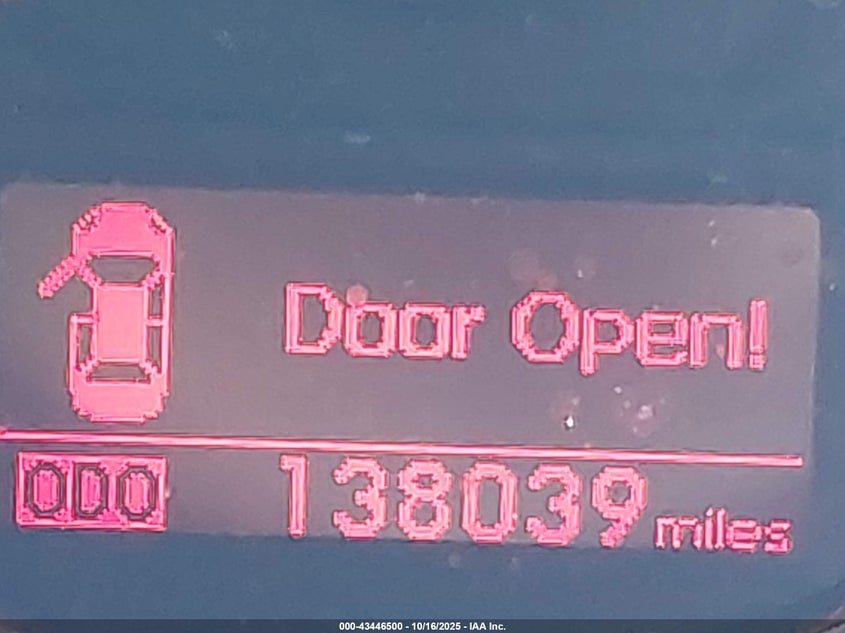 Door Open!
ODO 138039 miles
000-43446500 - 10/16/2025 - IAA Inc.